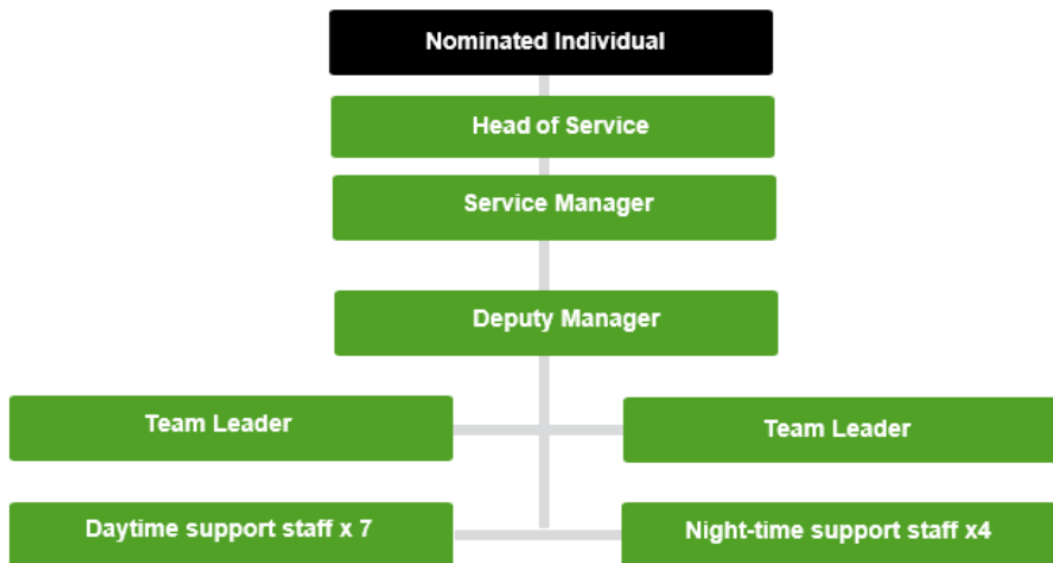 Nominated Individual
Head of Service
Service Manager
Deputy Manager
Team Leader
Team Leader
Daytime support staff x 7
Night-time support staff x4